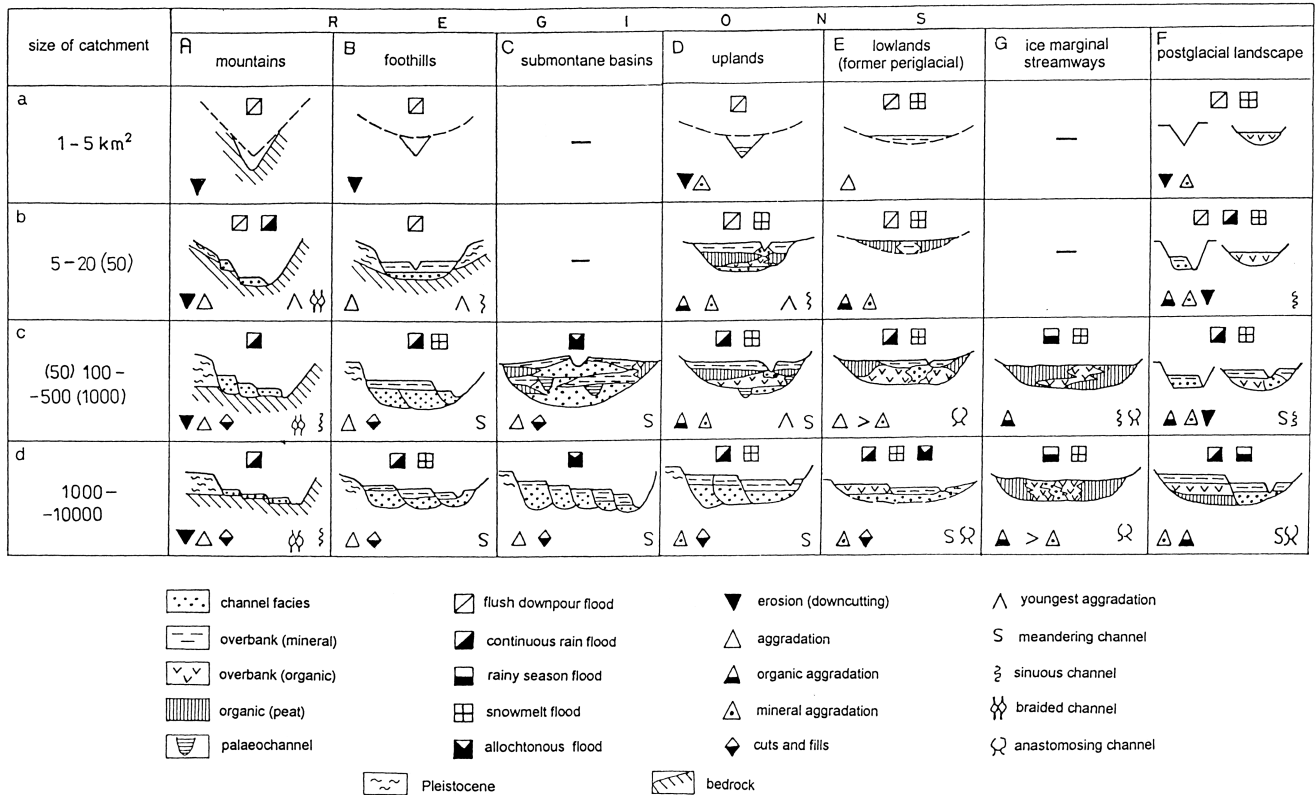 R E G I O N S
size of catchment
A mountains
B foothills
C submontane basins
D uplands
E lowlands
(former periglacial)
G ice marginal
streamways
F postglacial landscape
a
1 – 5 km²
—
—
b
5 – 20 (50)
—
—
c
(50) 100 –
-500 (1000)
S
S
S
>
S
d
1000 –
-10000
S
S
S
S
>
S
channel facies
overbank (mineral)
overbank (organic)
organic (peat)
palaeochannel
Pleistocene
flush downpour flood
continuous rain flood
rainy season flood
snowmelt flood
allochtonous flood
bedrock
erosion (downcutting)
aggradation
organic aggradation
mineral aggradation
cuts and fills
youngest aggradation
S meandering channel
sinuous channel
braided channel
anastomosing channel